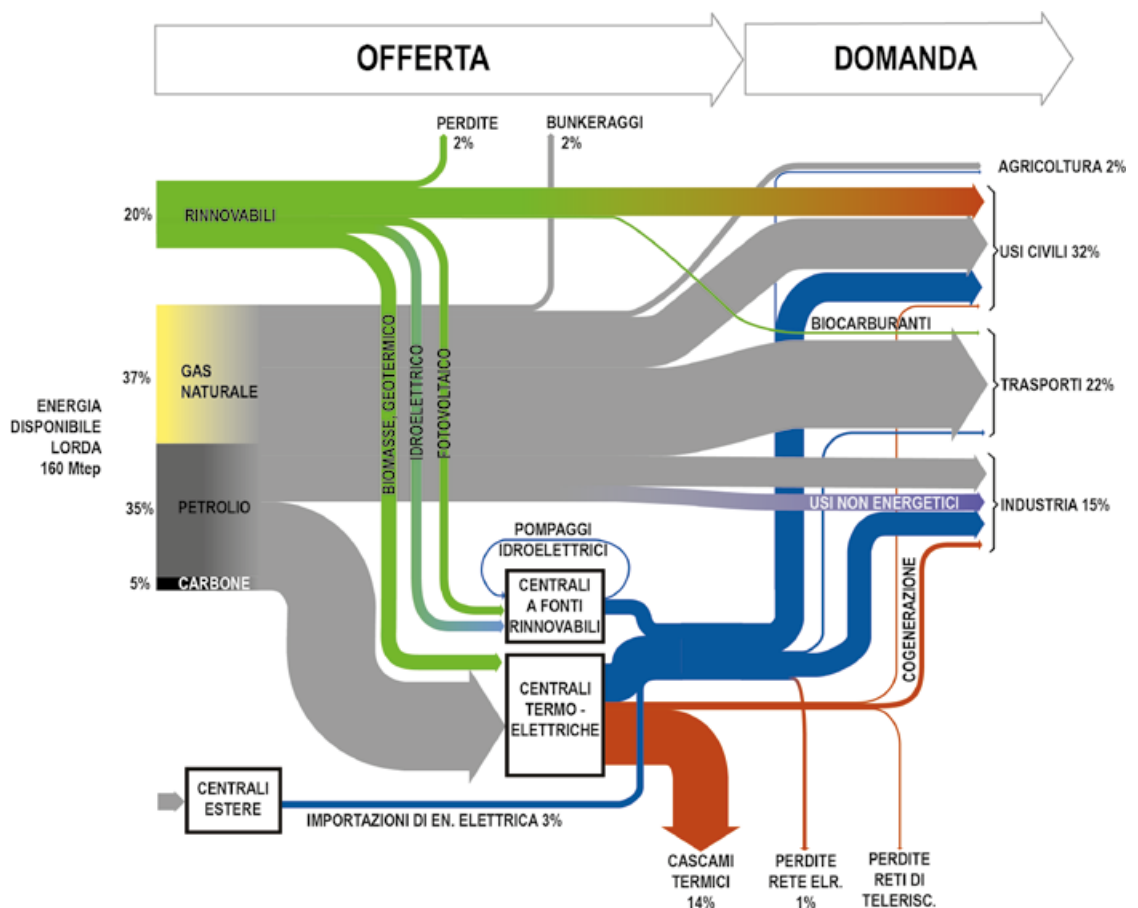 OFFERTA
DOMANDA
PERDITE
2%
BUNKERAGGI
2%
AGRICOLTURA 2%
20%
RINNOVABILI
USI CIVILI 32%
BIOCARBURANTI
BIOMASSE, GEOTERMICO
IDROELETTRICO
FOTOVOLTAICO
37%
GAS
NATURALE
TRASPORTI 22%
ENERGIA
DISPONIBILE
LORDA
160 Mtep
35%
PETROLIO
USI NON ENERGETICI
INDUSTRIA 15%
5%
CARBONE
POMPAGGI
IDROELETTRICI
CENTRALI
A FONTI
RINNOVABILI
COGENERAZIONE
CENTRALI
TERMO -
ELETTRICHE
CENTRALI
ESTERE
IMPORTAZIONI DI EN. ELETTRICA 3%
CASCAMI
TERMICI
14%
PERDITE
RETE ELR.
1%
PERDITE
RETI DI
TELERISC.